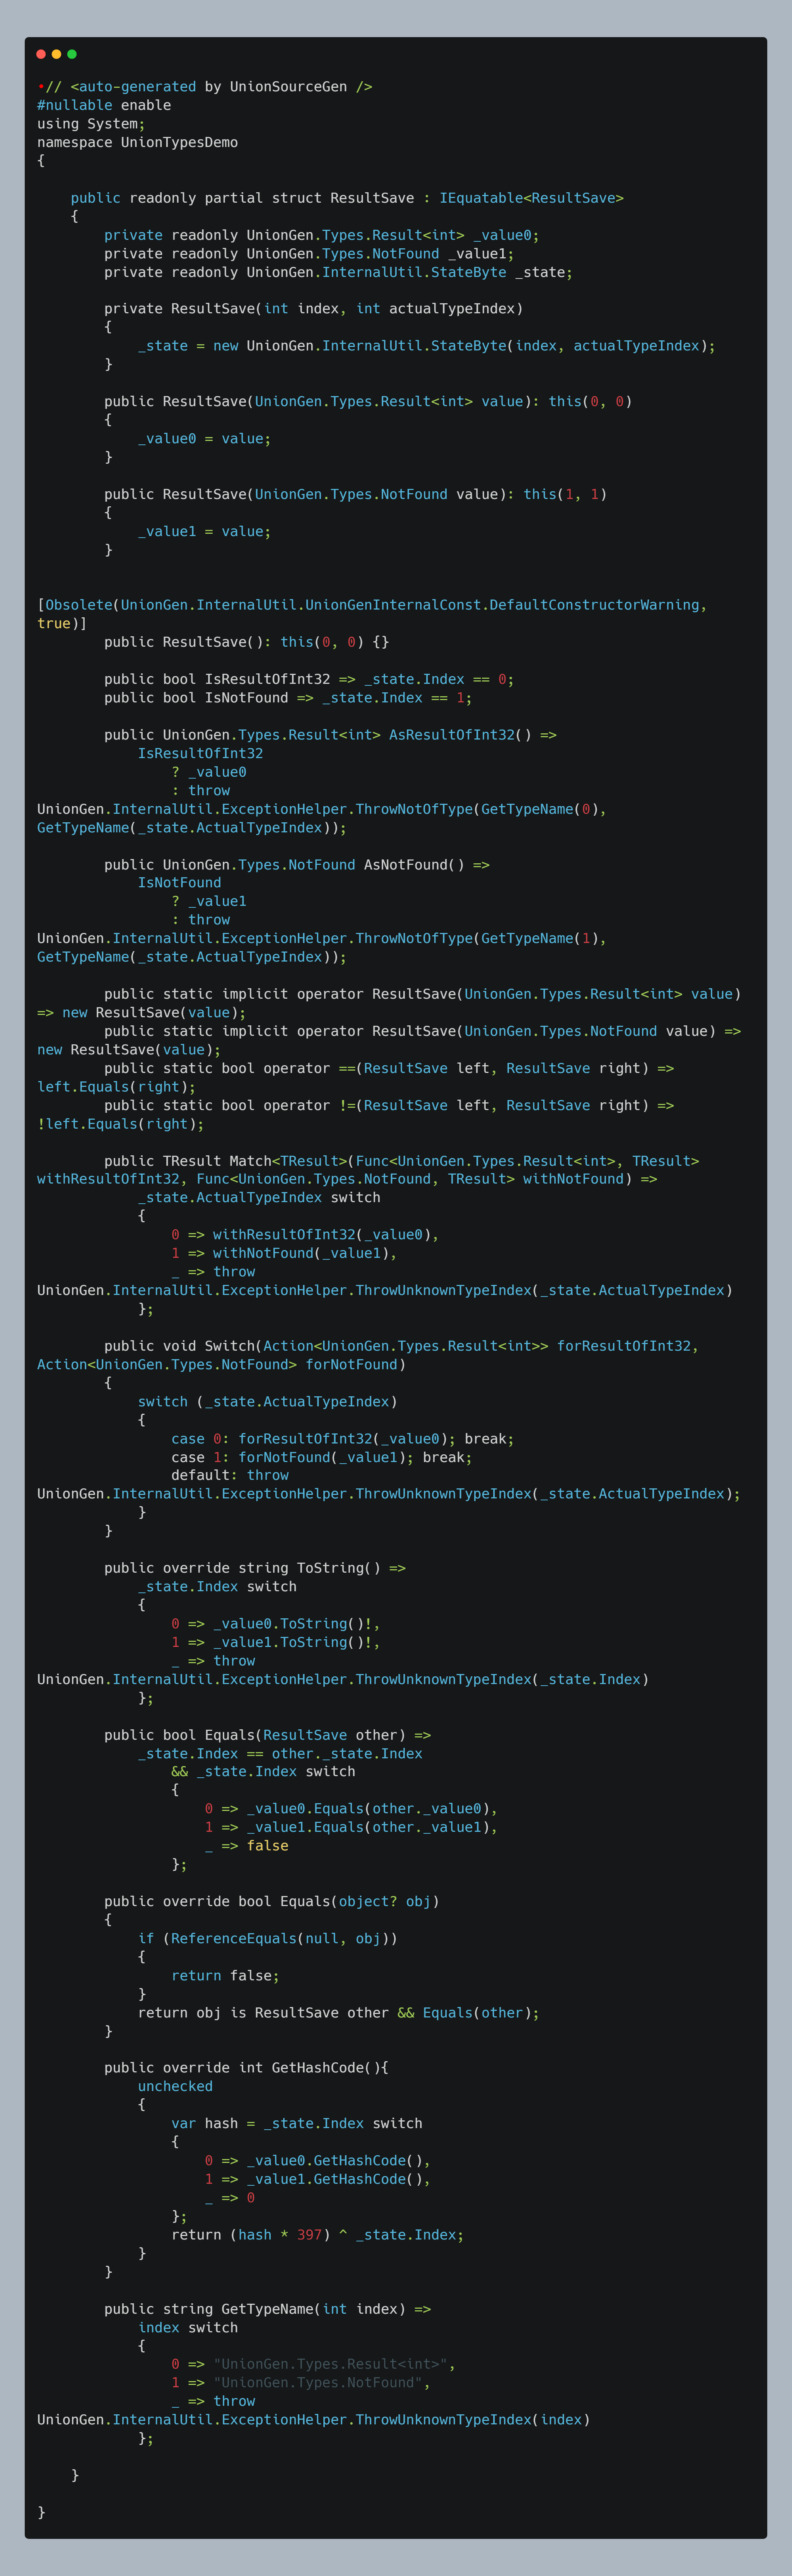 •// <auto-generated by UnionSourceGen />
#nullable enable
using System;
namespace UnionTypesDemo
{

    public readonly partial struct ResultSave : IEquatable<ResultSave>
    {
        private readonly UnionGen.Types.Result<int> _value0;
        private readonly UnionGen.Types.NotFound _value1;
        private readonly UnionGen.InternalUtil.StateByte _state;

        private ResultSave(int index, int actualTypeIndex)
        {
            _state = new UnionGen.InternalUtil.StateByte(index, actualTypeIndex);
        }

        public ResultSave(UnionGen.Types.Result<int> value): this(0, 0)
        {
            _value0 = value;
        }

        public ResultSave(UnionGen.Types.NotFound value): this(1, 1)
        {
            _value1 = value;
        }


[Obsolete(UnionGen.InternalUtil.UnionGenInternalConst.DefaultConstructorWarning,
true)]
        public ResultSave(): this(0, 0) {}

        public bool IsResultOfInt32 => _state.Index == 0;
        public bool IsNotFound => _state.Index == 1;

        public UnionGen.Types.Result<int> AsResultOfInt32() =>
            IsResultOfInt32
                ? _value0
                : throw
UnionGen.InternalUtil.ExceptionHelper.ThrowNotOfType(GetTypeName(0),
GetTypeName(_state.ActualTypeIndex));

        public UnionGen.Types.NotFound AsNotFound() =>
            IsNotFound
                ? _value1
                : throw
UnionGen.InternalUtil.ExceptionHelper.ThrowNotOfType(GetTypeName(1),
GetTypeName(_state.ActualTypeIndex));

        public static implicit operator ResultSave(UnionGen.Types.Result<int> value)
=> new ResultSave(value);
        public static implicit operator ResultSave(UnionGen.Types.NotFound value) =>
new ResultSave(value);
        public static bool operator ==(ResultSave left, ResultSave right) =>
left.Equals(right);
        public static bool operator !=(ResultSave left, ResultSave right) =>
!left.Equals(right);

        public TResult Match<TResult>(Func<UnionGen.Types.Result<int>, TResult>
withResultOfInt32, Func<UnionGen.Types.NotFound, TResult> withNotFound) =>
            _state.ActualTypeIndex switch
            {
                0 => withResultOfInt32(_value0),
                1 => withNotFound(_value1),
                _ => throw
UnionGen.InternalUtil.ExceptionHelper.ThrowUnknownTypeIndex(_state.ActualTypeIndex)
            };

        public void Switch(Action<UnionGen.Types.Result<int>> forResultOfInt32,
Action<UnionGen.Types.NotFound> forNotFound)
        {
            switch (_state.ActualTypeIndex)
            {
                case 0: forResultOfInt32(_value0); break;
                case 1: forNotFound(_value1); break;
                default: throw
UnionGen.InternalUtil.ExceptionHelper.ThrowUnknownTypeIndex(_state.ActualTypeIndex);
            }
        }

        public override string ToString() =>
            _state.Index switch
            {
                0 => _value0.ToString()!,
                1 => _value1.ToString()!,
                _ => throw
UnionGen.InternalUtil.ExceptionHelper.ThrowUnknownTypeIndex(_state.Index)
            };

        public bool Equals(ResultSave other) =>
            _state.Index == other._state.Index
                && _state.Index switch
                {
                    0 => _value0.Equals(other._value0),
                    1 => _value1.Equals(other._value1),
                    _ => false
                };

        public override bool Equals(object? obj)
        {
            if (ReferenceEquals(null, obj))
            {
                return false;
            }
            return obj is ResultSave other && Equals(other);
        }

        public override int GetHashCode(){
            unchecked
            {
                var hash = _state.Index switch
                {
                    0 => _value0.GetHashCode(),
                    1 => _value1.GetHashCode(),
                    _ => 0
                };
                return (hash * 397) ^ _state.Index;
            }
        }

        public string GetTypeName(int index) =>
            index switch
            {
                0 => "UnionGen.Types.Result<int>",
                1 => "UnionGen.Types.NotFound",
                _ => throw
UnionGen.InternalUtil.ExceptionHelper.ThrowUnknownTypeIndex(index)
            };

    }

}